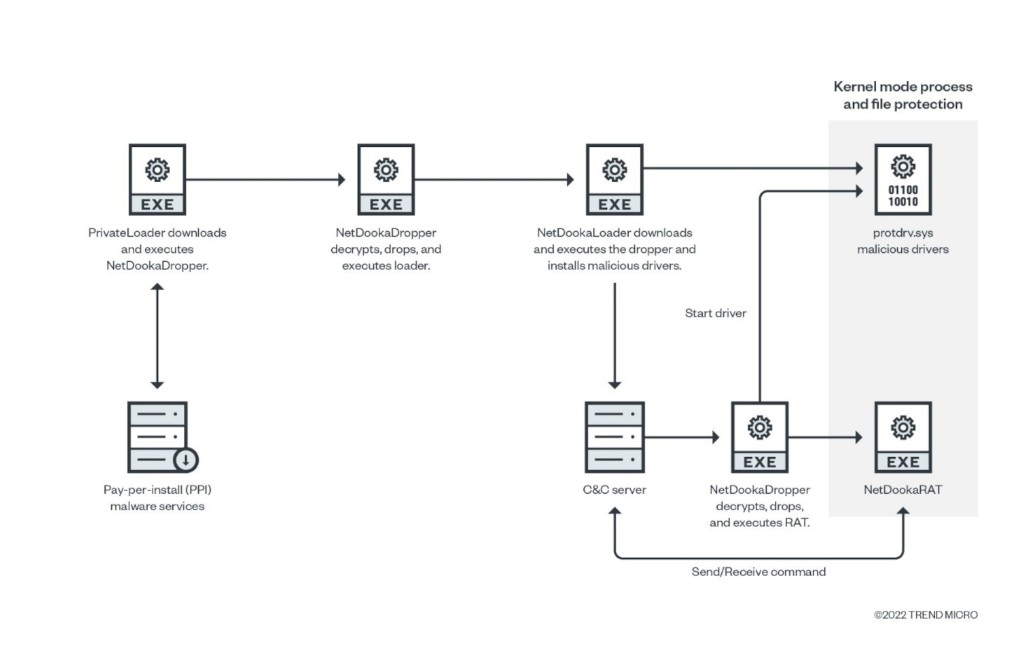 Kernel mode process
and file protection
EXE
EXE
EXE
01100
10010
PrivateLoader downloads
and executes
NetDookaDropper.
NetDookaDropper
decrypts, drops, and
executes loader.
NetDookaLoader downloads
and executes the dropper and
installs malicious drivers.
protdrv.sys
malicious drivers
Start driver
EXE
EXE
Pay-per-install (PPI)
malware services
C&C server
NetDookaDropper
decrypts, drops,
and executes RAT.
NetDookaRAT
Send/Receive command
©2022 TREND MICRO